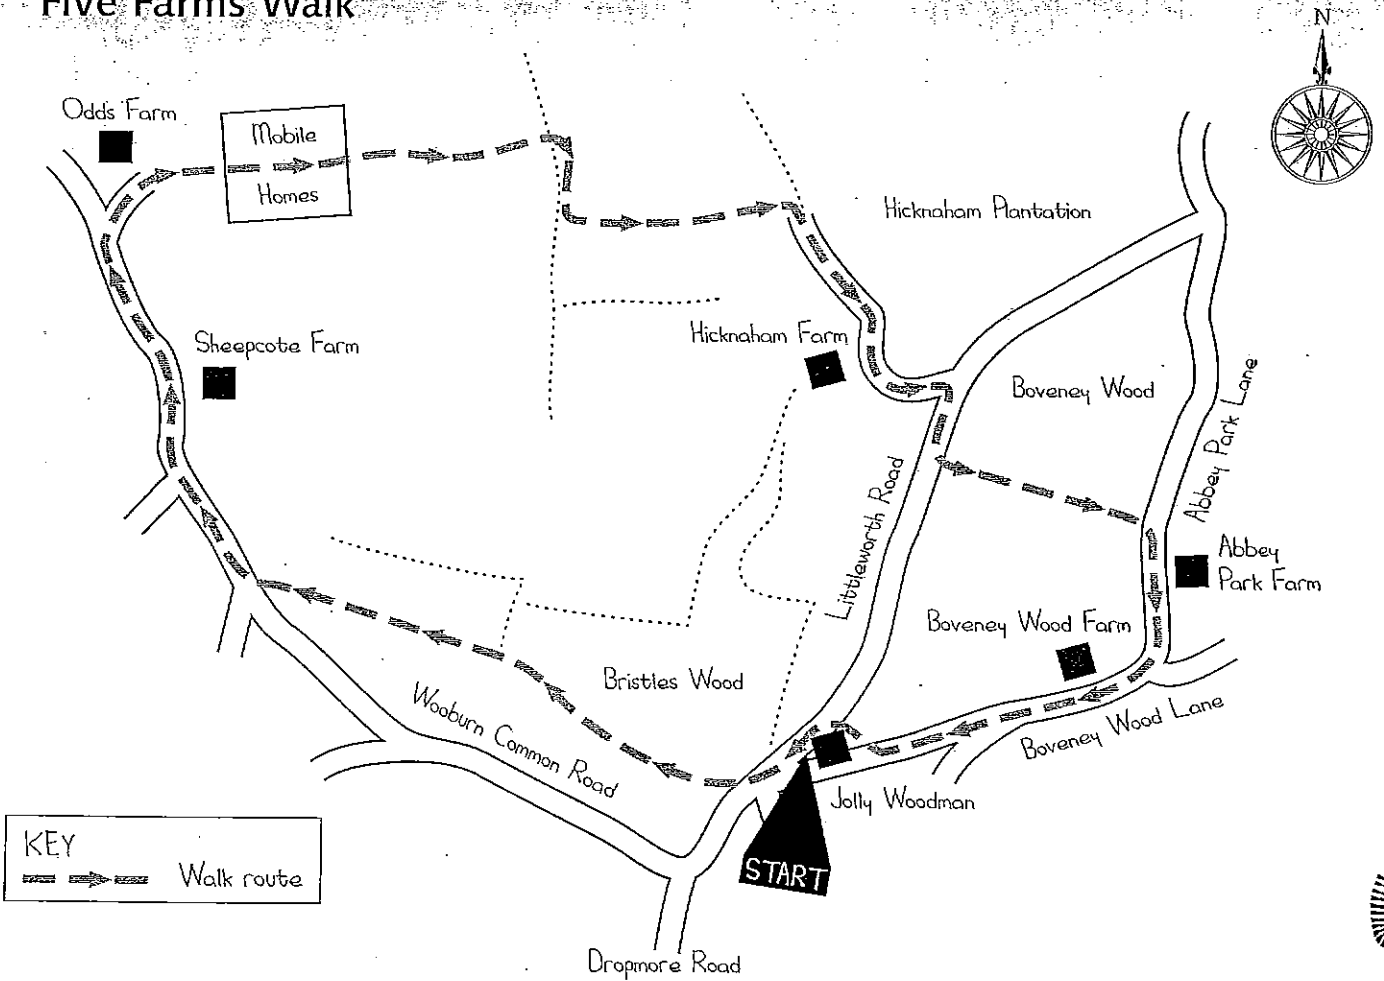 Five Farms Walk
N
Odds Farm
Mobile
Homes
Hicknaham Plantation
Sheepcote Farm
Hicknaham Farm
Boveney Wood
Abbey Park Lane
Littleworth Road
Abbey
Park Farm
Boveney Wood Farm
Bristles Wood
Wooburn Common Road
Boveney Wood Lane
Jolly Woodman
START
KEY
Walk route
Dropmore Road